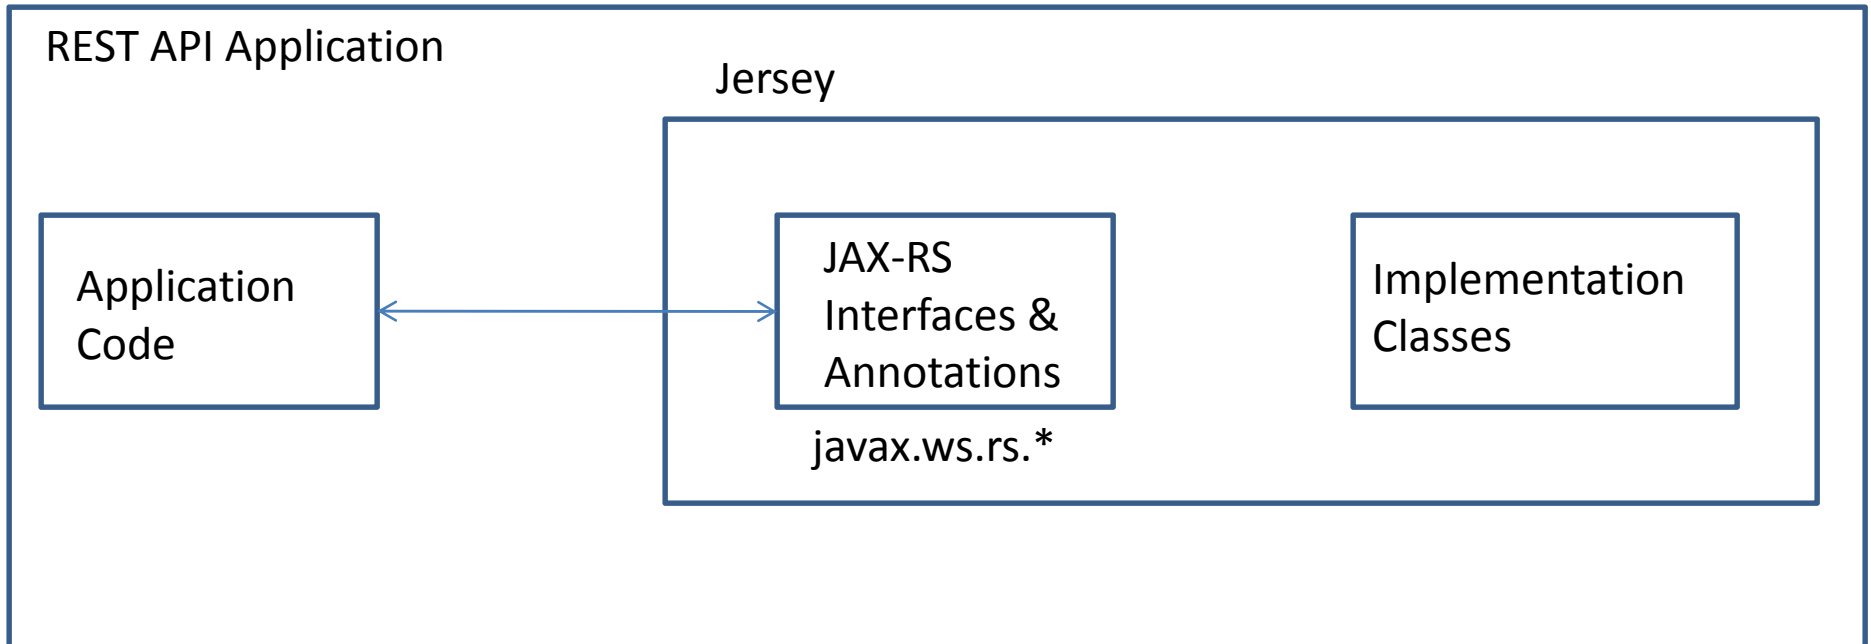 REST API Application
Jersey
Application
Code
JAX-RS
Interfaces &
Annotations
Implementation
Classes
javax.ws.rs.*